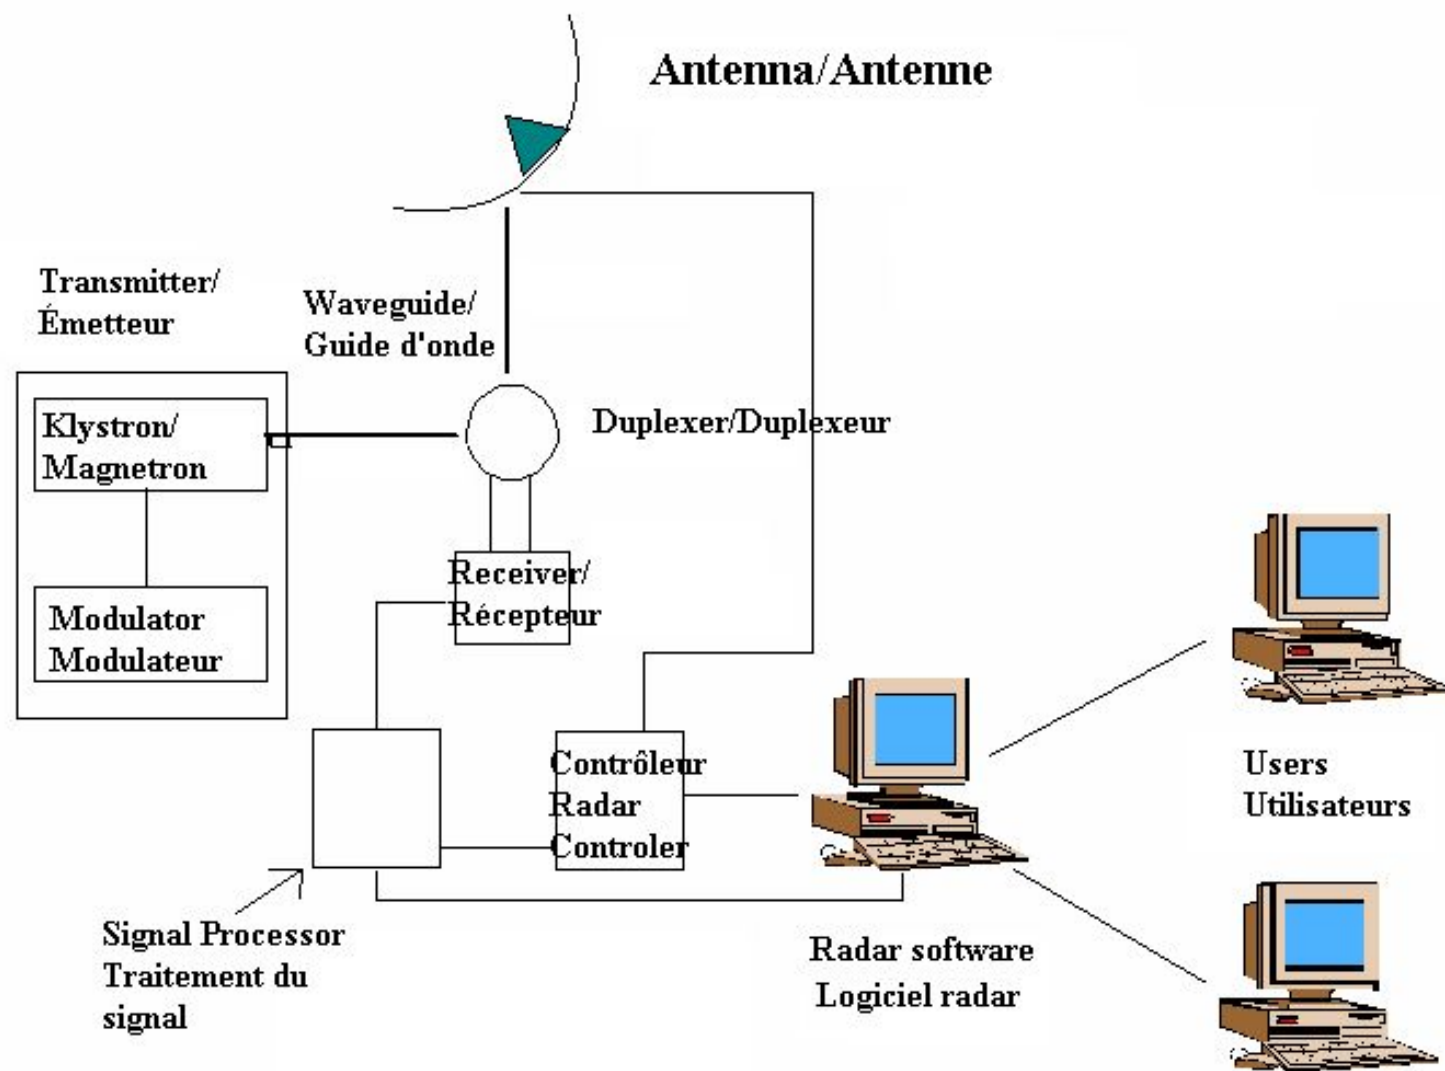 Antenna/Antenne
Transmitter/
Émetteur
Waveguide/
Guide d'onde
Klystron/
Magnetron
Duplexer/Duplexeur
Receiver/
Récepteur
Modulator
Modulateur
Contrôleur
Radar
Controler
Users
Utilisateurs
Signal Processor
Traitement du
signal
Radar software
Logiciel radar